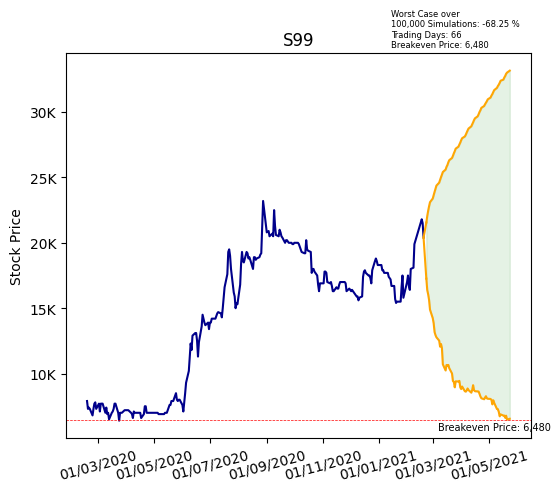 Worst Case over
100,000 Simulations: -68.25 %
Trading Days: 66
Breakeven Price: 6,480
S99
Stock Price
30K
25K
20K
15K
10K
Breakeven Price: 6,480
01/03/2020 01/05/2020 01/07/2020 01/09/2020 01/11/2020 01/01/2021 01/03/2021 01/05/2021